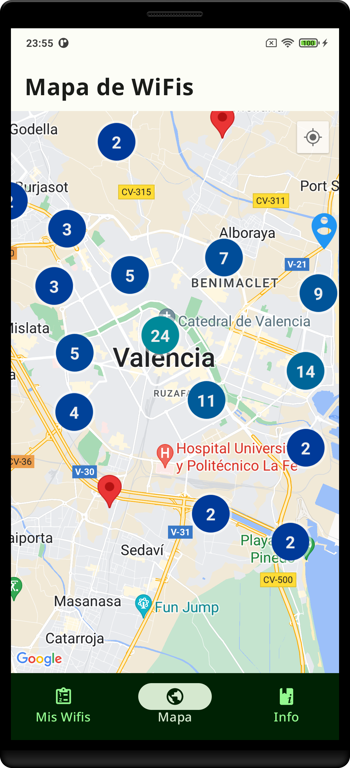 23:55
100
Mapa de WiFis
Godella
2
CV-315
Burjasot
CV-311
Port S
2
3
Alboraya
7
V-21
5
BENIMACLET
3
9
Catedral de Valencia
Mislata
24
5
Valencia
14
RUZAFA
11
4
Hospital Universi
y Politécnico La Fe
2
CV-36
V-30
2
V-31
aiporta
Sedaví
Playa
Pined
2
CV-500
Masanasa
Fun Jump
Catarroja
Google
Mis Wifis
Mapa
Info